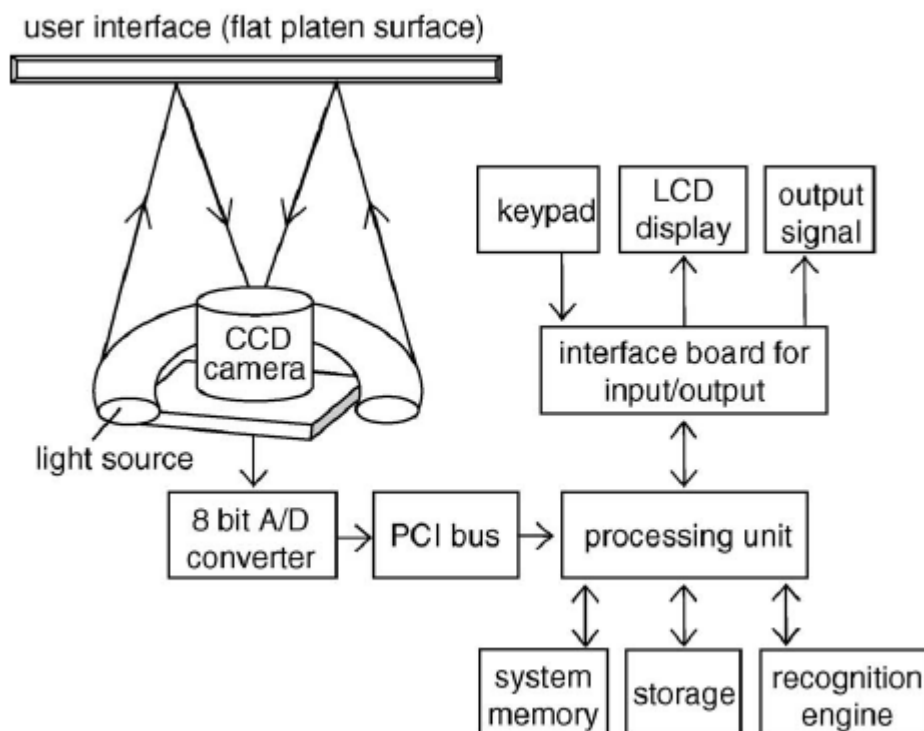 user interface (flat platen surface)
keypad
LCD
display
output
signal
CCD
camera
interface board for
input/output
light source
8 bit A/D
converter
PCI bus
processing unit
system
memory
storage
recognition
engine